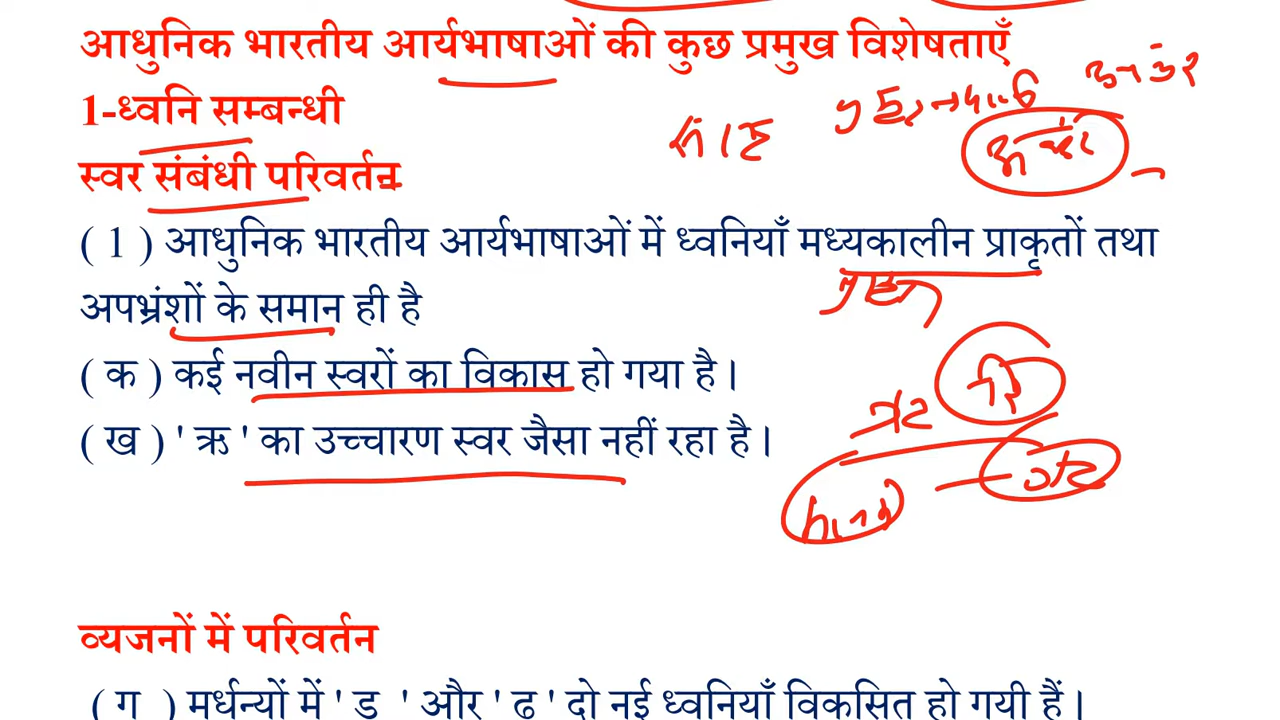 आधुनिक भारतीय आर्यभाषाओं की कुछ प्रमुख विशेषताएँ
1-ध्वनि सम्बन्धी
स्वर संबंधी परिवर्तन
( 1 ) आधुनिक भारतीय आर्यभाषाओं में ध्वनियाँ मध्यकालीन प्राकृतों तथा
अपभ्रंशों के समान ही है
( क ) कई नवीन स्वरों का विकास हो गया है।
( ख ) ' ऋ ' का उच्चारण स्वर जैसा नहीं रहा है।
व्यजनों में परिवर्तन
( ग ) मर्धन्यों में ' ड ' और ' ढ ' दो नई ध्वनियाँ विकसित हो गयी हैं।